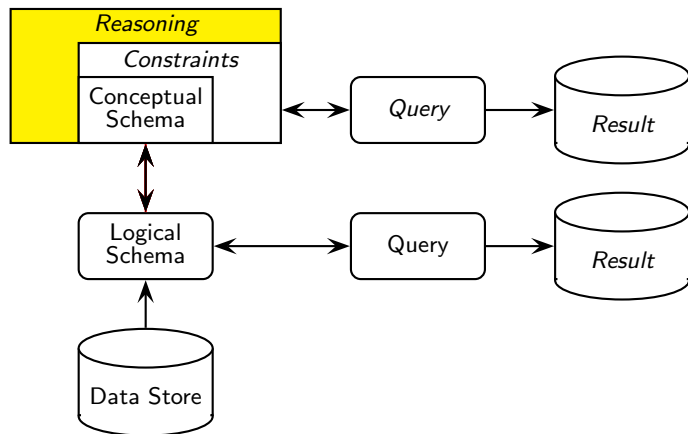 Reasoning
Constraints
Conceptual
Schema
Query
Result
Logical
Schema
Query
Result
Data Store